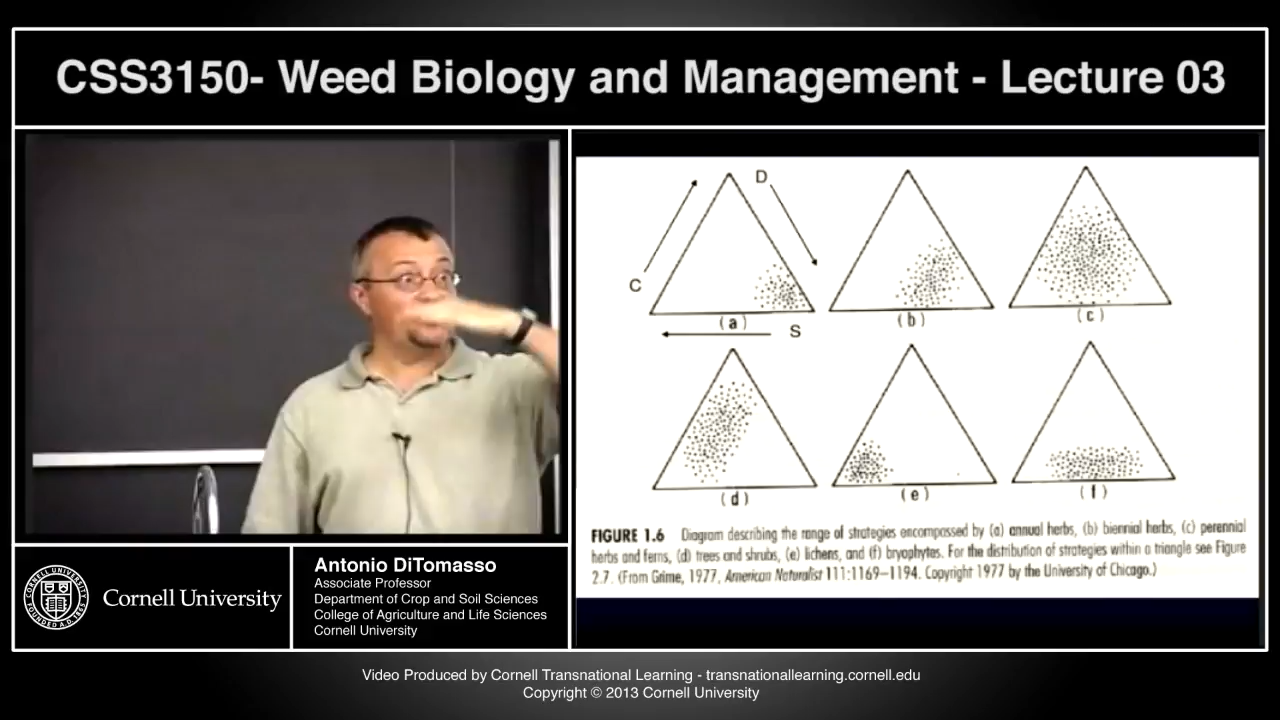 CSS3150- Weed Biology and Management - Lecture 03
D
C
(a)
S
(b)
(c)
(d)
(e)
(f)
FIGURE 1.6 Diagram describing the range of strategies encompassed by (a) annual herbs, (b) biennial herbs, (c) perennial
herbs and ferns, (d) trees and shrubs, (e) lichens, and (f) bryophytes. For the distribution of strategies within a triangle see Figure
2.7. (From Grime, 1977, American Naturalist 111:1169–1194. Copyright 1977 by the University of Chicago.)
Cornell University
Antonio DiTomasso
Associate Professor
Department of Crop and Soil Sciences
College of Agriculture and Life Sciences
Cornell University
Video Produced by Cornell Transnational Learning - transnationallearning.cornell.edu
Copyright © 2013 Cornell University